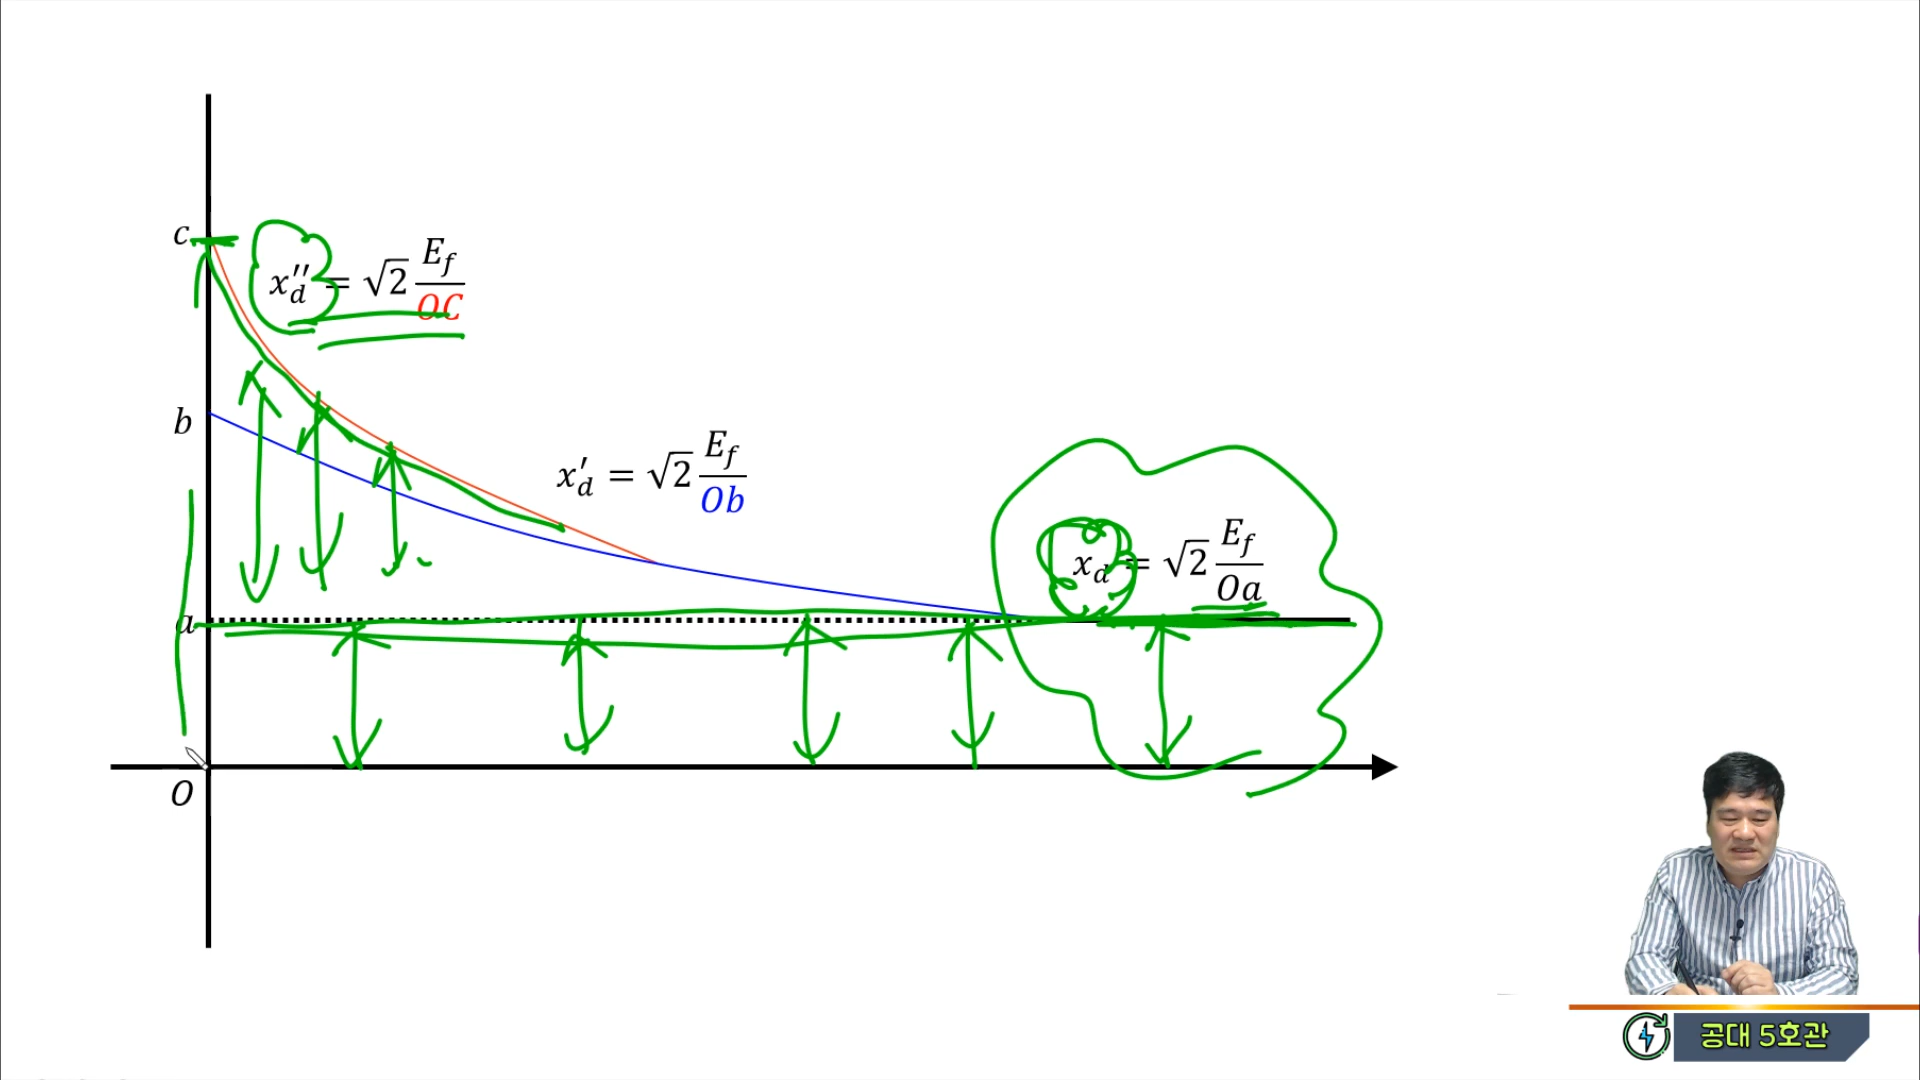 c
x''_d = √2 E_f/OC
b
x'_d = √2 E_f/Ob
x_d = √2 E_f/Oa
a
O
공대 5호관